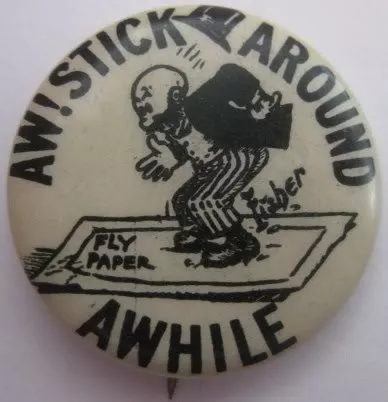 AW! STICK AROUND
FLY
PAPER
Fisher
AWHILE